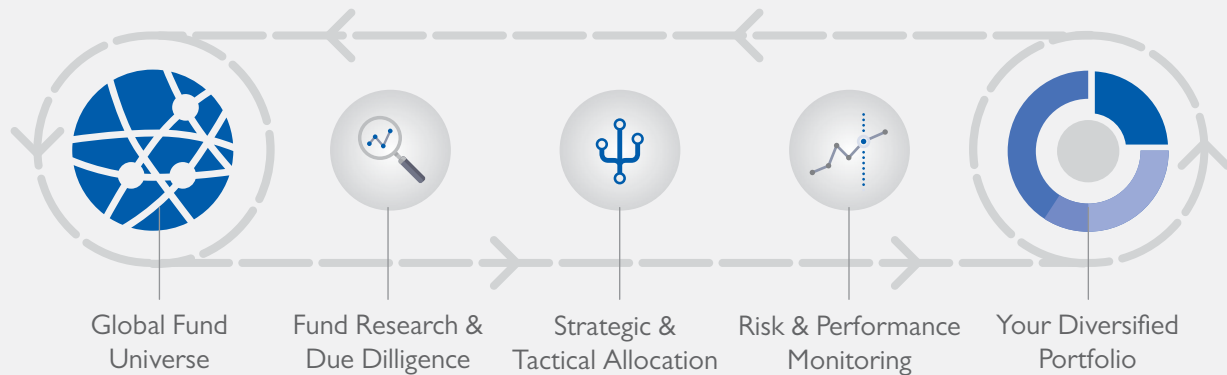 Global Fund
Universe
Fund Research &
Due Dilligence
Strategic &
Tactical Allocation
Risk & Performance
Monitoring
Your Diversified
Portfolio